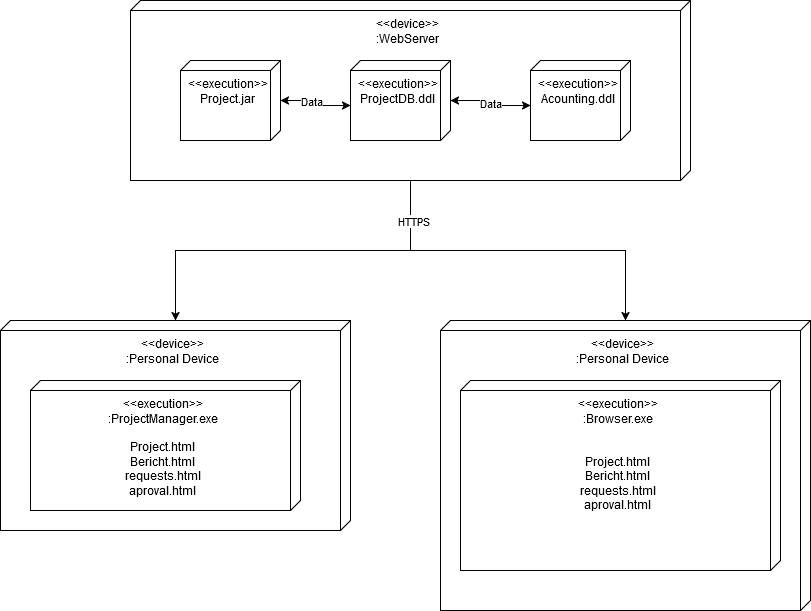 <<device>>
:WebServer
<<execution>>
Project.jar
Data
<<execution>>
ProjectDB.ddl
Data
<<execution>>
Acounting.ddl
HTTPS
<<device>>
:Personal Device
<<execution>>
:ProjectManager.exe
Project.html
Bericht.html
requests.html
aproval.html
<<device>>
:Personal Device
<<execution>>
:Browser.exe
Project.html
Bericht.html
requests.html
aproval.html